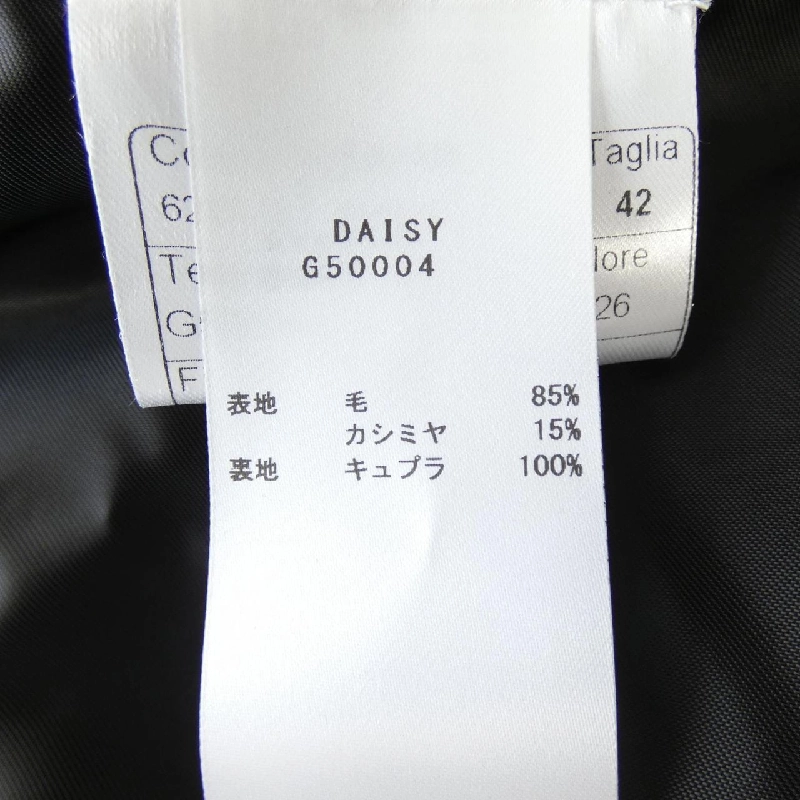 Taglia
42
26
DAISY
G50004
表地 毛 85%
カシミヤ 15%
裏地 キュプラ 100%